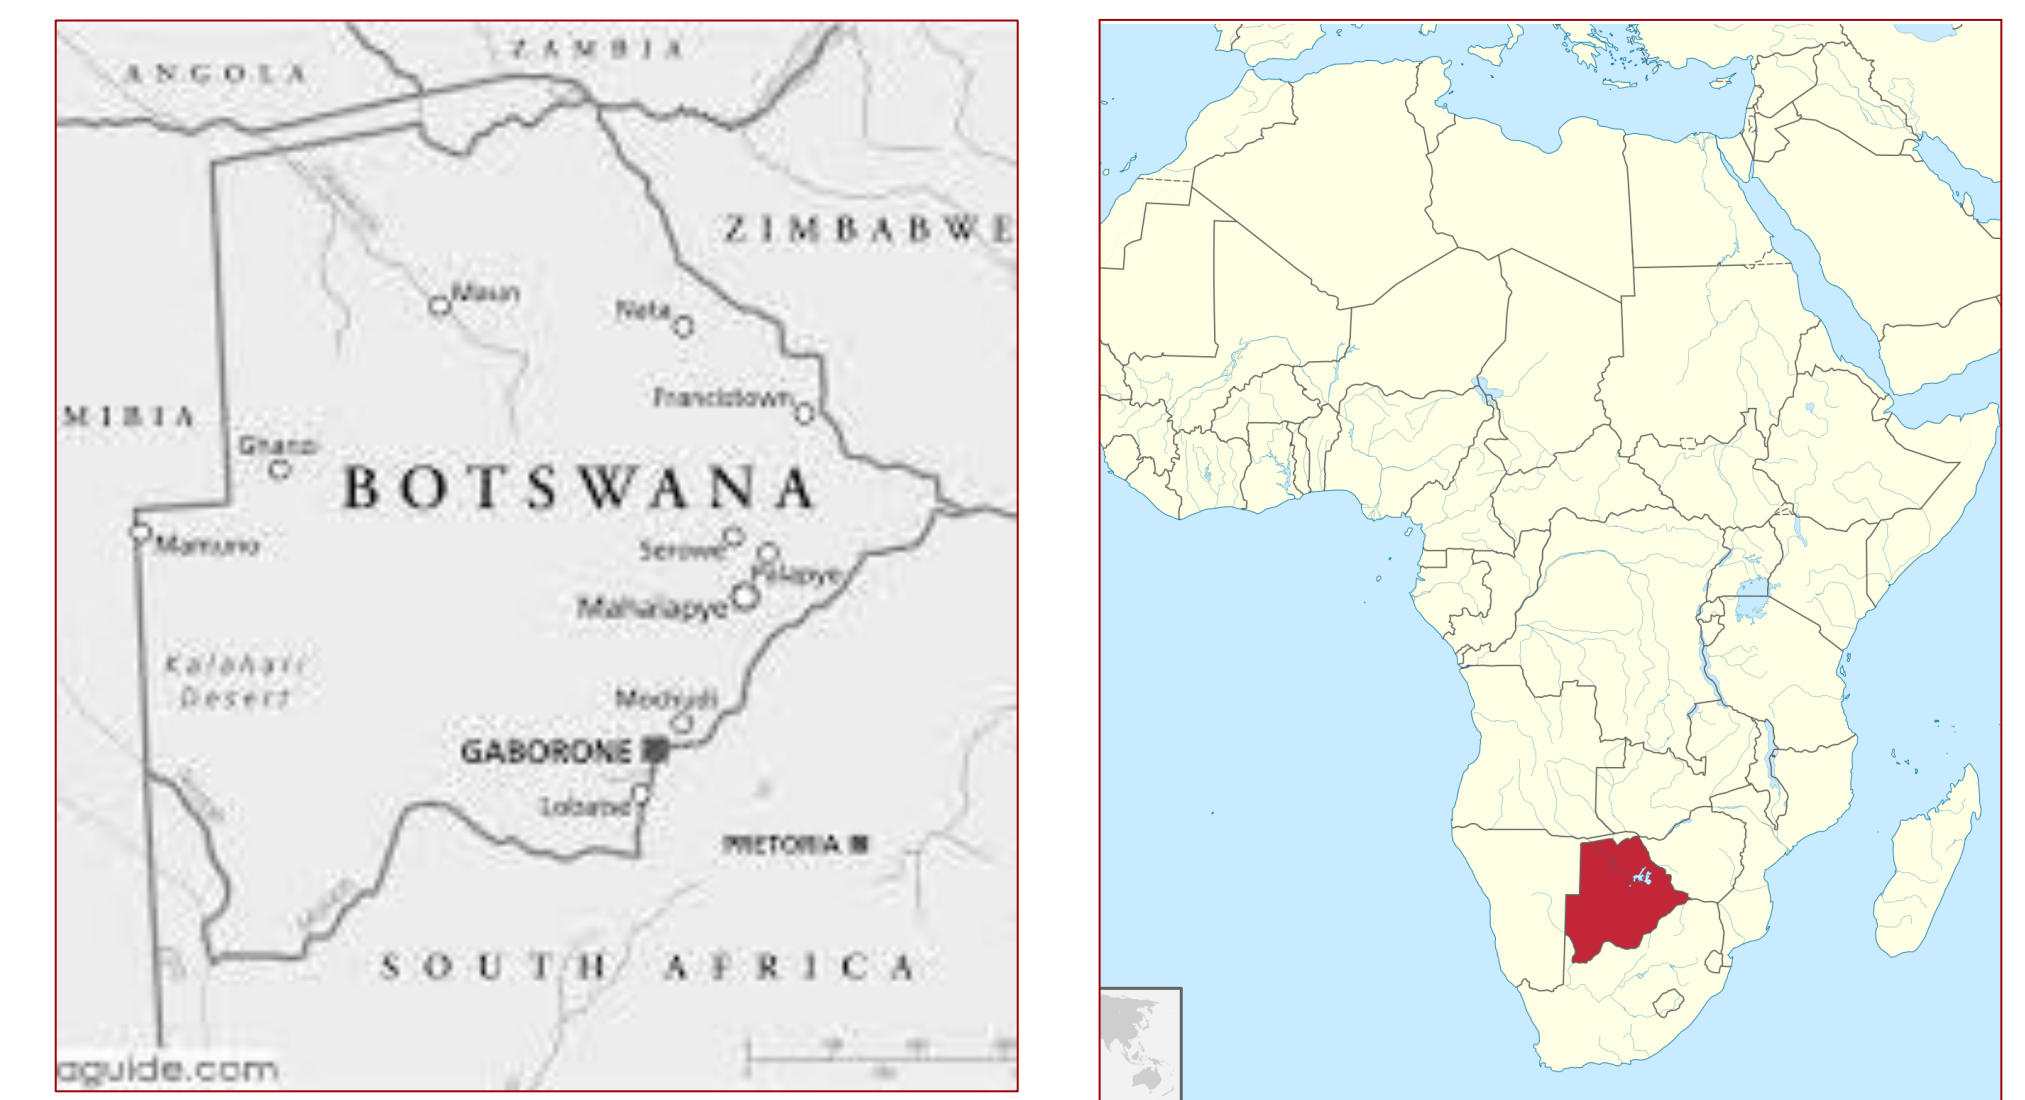 ZAMBIA
ANGOLA
ZIMBABWE
Maun
Nata
Francistown
MIBIA
Ghanzi
BOTSWANA
Serowe
Mamuno
Palapye
Mahalapye
Kalahari
Desert
Mochudi
GABORONE
Lobatse
PRETORIA
SOUTH AFRICA
aguide.com